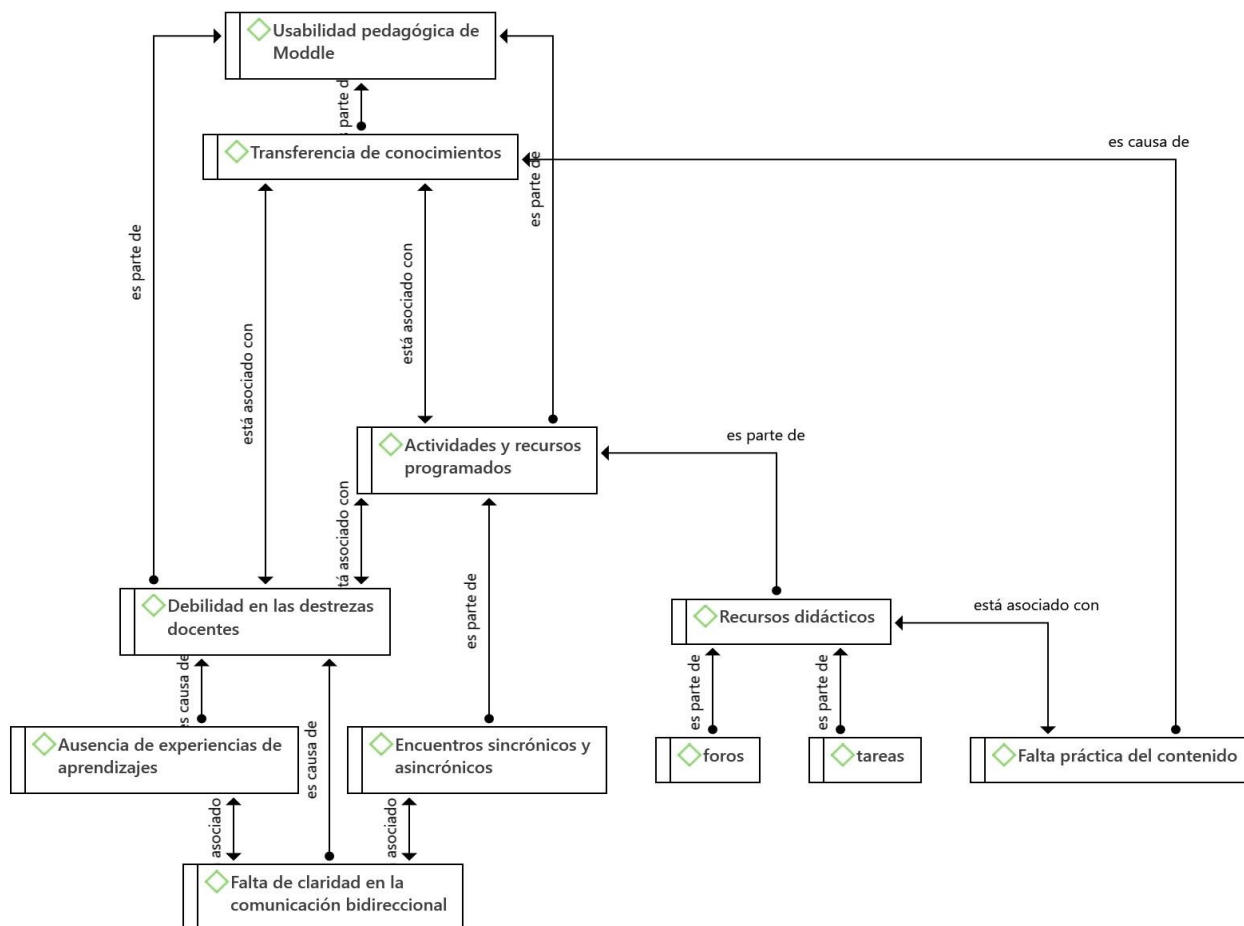 Usabilidad pedagógica de
Moddle
es parte d
Transferencia de conocimientos
es causa de
es parte de
es parte de
está asociado con
está asociado con
Actividades y recursos
programados
es parte de
tá asociado con
es parte de
Debilidad en las destrezas
docentes
Recursos didácticos
está asociado con
es causa de
es causa de
es parte de
es parte de
Ausencia de experiencias de
aprendizajes
Encuentros sincrónicos y
asincrónicos
foros
tareas
Falta práctica del contenido
asociado
asociado
Falta de claridad en la
comunicación bidireccional